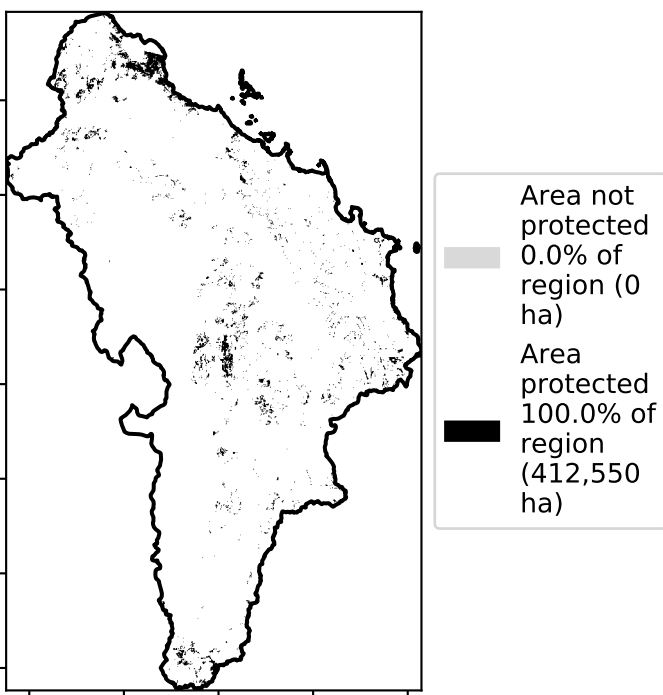 Area not
protected
0.0% of
region (0
ha)
Area
protected
100.0% of
region
(412,550
ha)